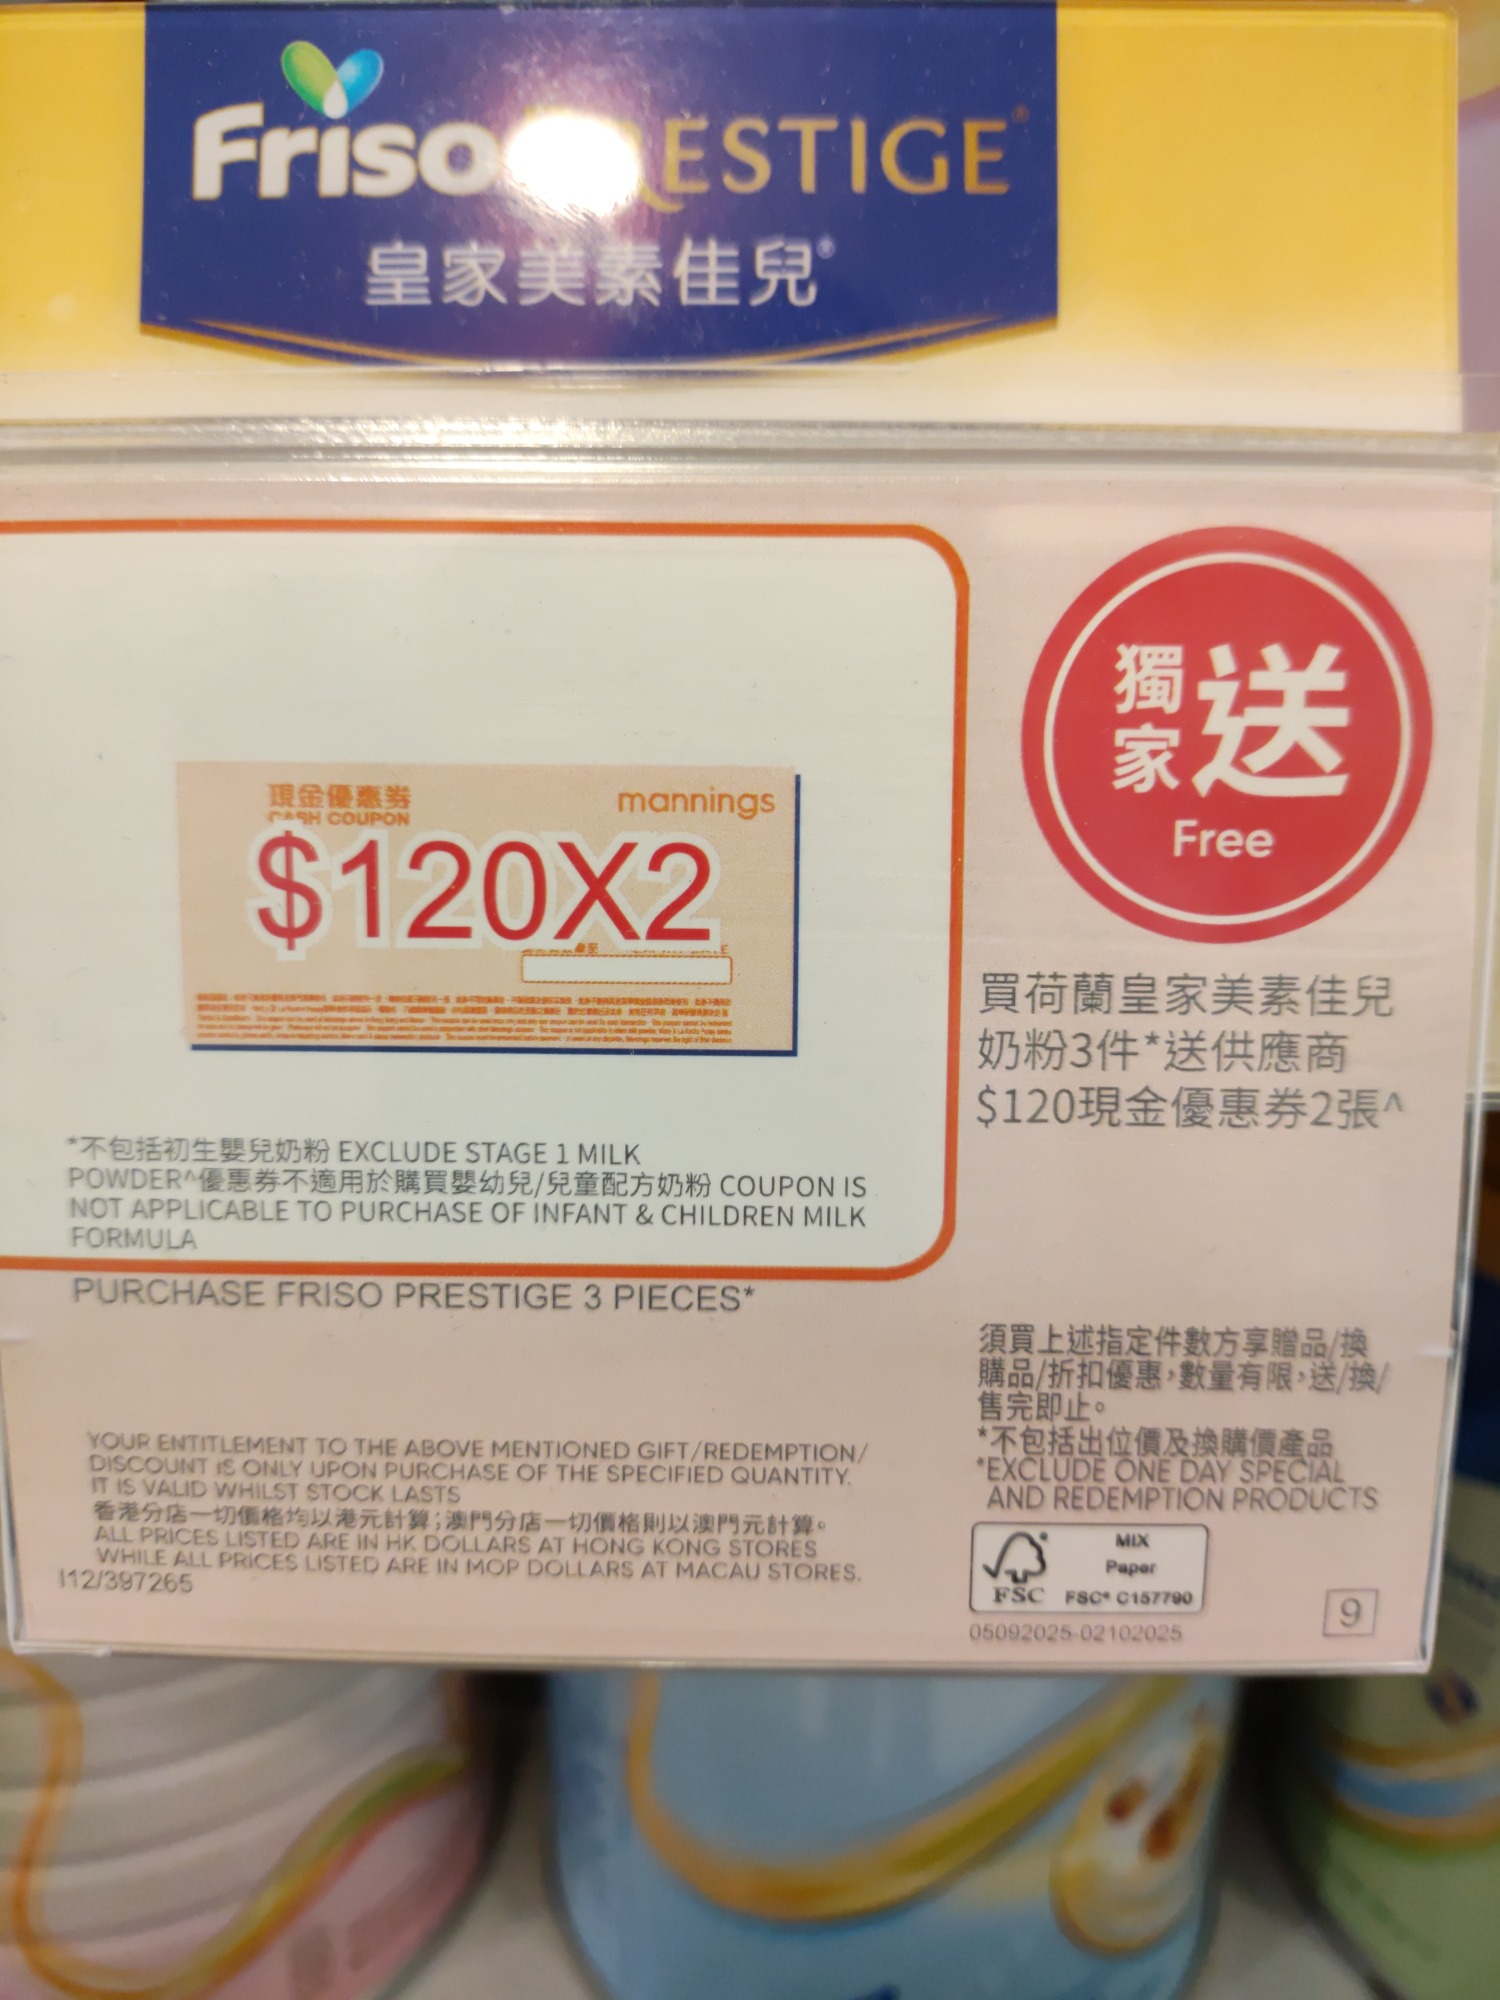 Friso PRESTIGE®
皇家美素佳兒®
現金優惠券
CASH COUPON
mannings
$120X2
獨家送
Free
買荷蘭皇家美素佳兒
奶粉3件*送供應商
$120現金優惠券2張^
*不包括初生嬰兒奶粉 EXCLUDE STAGE 1 MILK
POWDER^優惠券不適用於購買嬰幼兒/兒童配方奶粉 COUPON IS
NOT APPLICABLE TO PURCHASE OF INFANT & CHILDREN MILK
FORMULA
PURCHASE FRISO PRESTIGE 3 PIECES*
須買上述指定件數方享贈品/換
購品/折扣優惠,數量有限,送/換/
售完即止。
*不包括出位價及換購價產品
*EXCLUDE ONE DAY SPECIAL
AND REDEMPTION PRODUCTS
YOUR ENTITLEMENT TO THE ABOVE MENTIONED GIFT/REDEMPTION/
DISCOUNT IS ONLY UPON PURCHASE OF THE SPECIFIED QUANTITY.
IT IS VALID WHILST STOCK LASTS
香港分店一切價格均以港元計算;澳門分店一切價格則以澳門元計算。
ALL PRICES LISTED ARE IN HK DOLLARS AT HONG KONG STORES
WHILE ALL PRICES LISTED ARE IN MOP DOLLARS AT MACAU STORES.
112/397265
MIX
Paper
FSC FSC® C157790
05092025-02102025
9